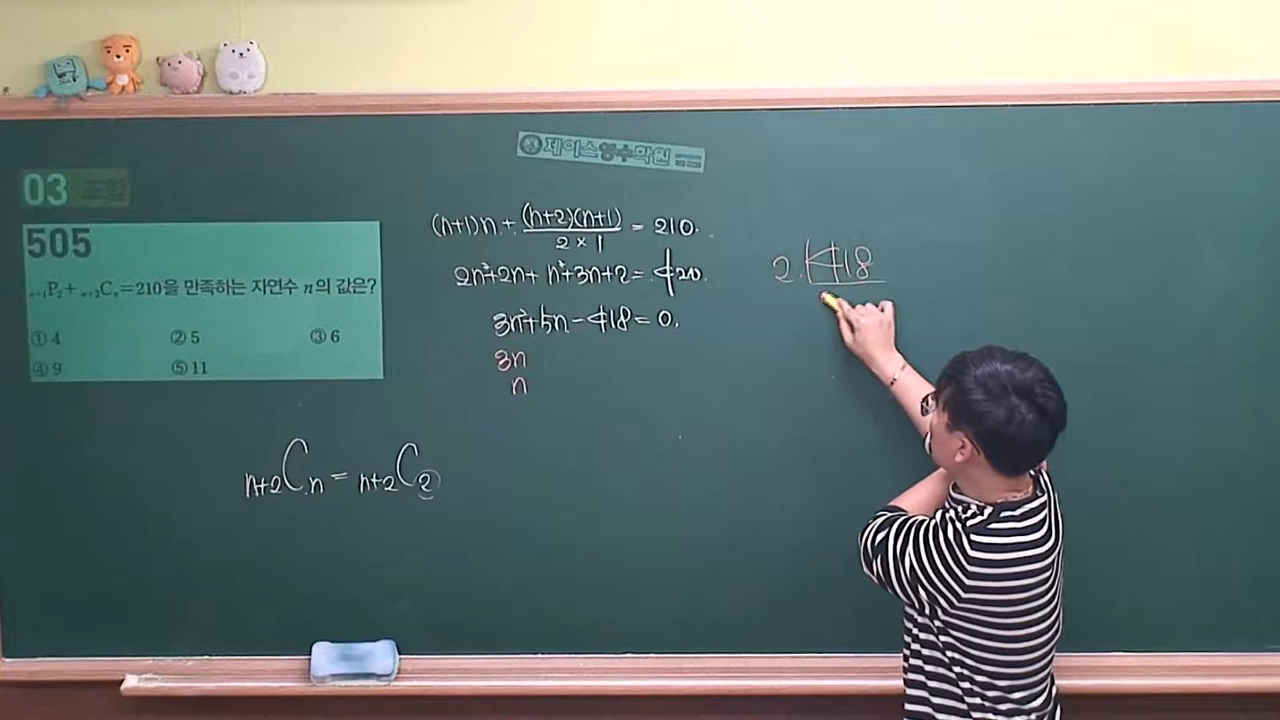 제이스영수학원
03 조합
505
ₙ₊₁P₂+ₙ₊₂Cₙ=210을 만족하는 자연수 n의 값은?
① 4 ② 5 ③ 6
④ 9 ⑤ 11
(n+1)n + (n+2)(n+1)/2×1 = 210.
2n²+2n+n²+3n+2=420.
3n²+5n-418=0.
3n
n
ₙ₊₂Cₙ = ₙ₊₂C₂
2 418